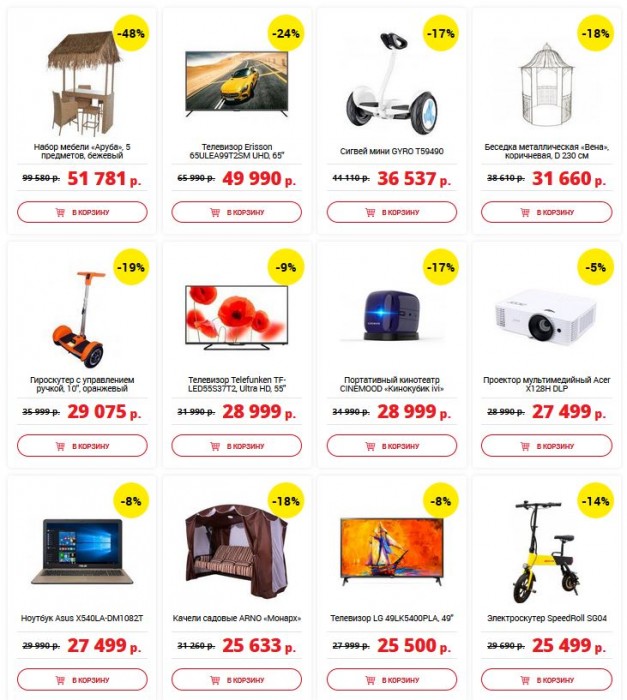 -48%
Набор мебели «Аруба», 5
предметов, бежевый
99 580 р. 51 781 р.
В КОРЗИНУ
-24%
Телевизор Erisson
65ULEA99T2SM UHD, 65"
65 990 р. 49 990 р.
В КОРЗИНУ
-17%
Сигвей мини GYRO T59490
44 110 р. 36 537 р.
В КОРЗИНУ
-18%
Беседка металлическая «Вена»,
коричневая, D 230 см
38 610 р. 31 660 р.
В КОРЗИНУ
-19%
Гироскутер с управлением
ручкой, 10", оранжевый
35 999 р. 29 075 р.
В КОРЗИНУ
-9%
Телевизор Telefunken TF-
LED55S37T2, Ultra HD, 55"
31 990 р. 28 999 р.
В КОРЗИНУ
-17%
Портативный кинотеатр
CINEMOOD «Кинокубик ivi»
34 990 р. 28 999 р.
В КОРЗИНУ
-5%
acer
Проектор мультимедийный Acer
X128H DLP
28 990 р. 27 499 р.
В КОРЗИНУ
-8%
Ноутбук Asus X540LA-DM1082T
29 990 р. 27 499 р.
В КОРЗИНУ
-18%
Качели садовые ARNO «Монарх»
31 260 р. 25 633 р.
В КОРЗИНУ
-8%
Телевизор LG 49LK5400PLA, 49"
27 999 р. 25 500 р.
В КОРЗИНУ
-14%
Электроскутер SpeedRoll SG04
29 690 р. 25 499 р.
В КОРЗИНУ